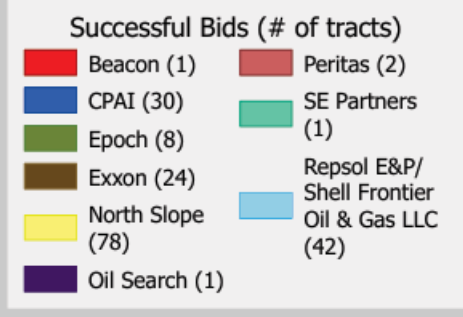 Successful Bids (# of tracts)
Beacon (1)
CPAI (30)
Epoch (8)
Exxon (24)
North Slope
(78)
Oil Search (1)
Peritas (2)
SE Partners
(1)
Repsol E&P/
Shell Frontier
Oil & Gas LLC
(42)